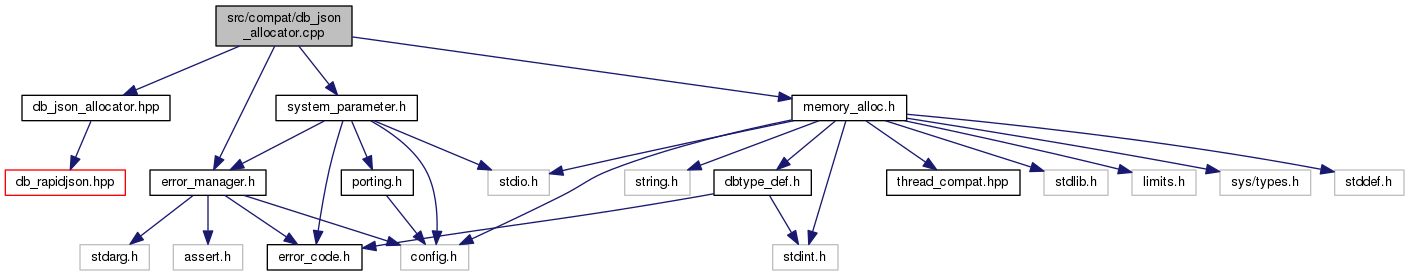 src/compat/db_json
_allocator.cpp
db_json_allocator.hpp
system_parameter.h
memory_alloc.h
db_rapidjson.hpp
error_manager.h
porting.h
stdio.h
string.h
dbtype_def.h
thread_compat.hpp
stdlib.h
limits.h
sys/types.h
stddef.h
stdarg.h
assert.h
error_code.h
config.h
stdint.h